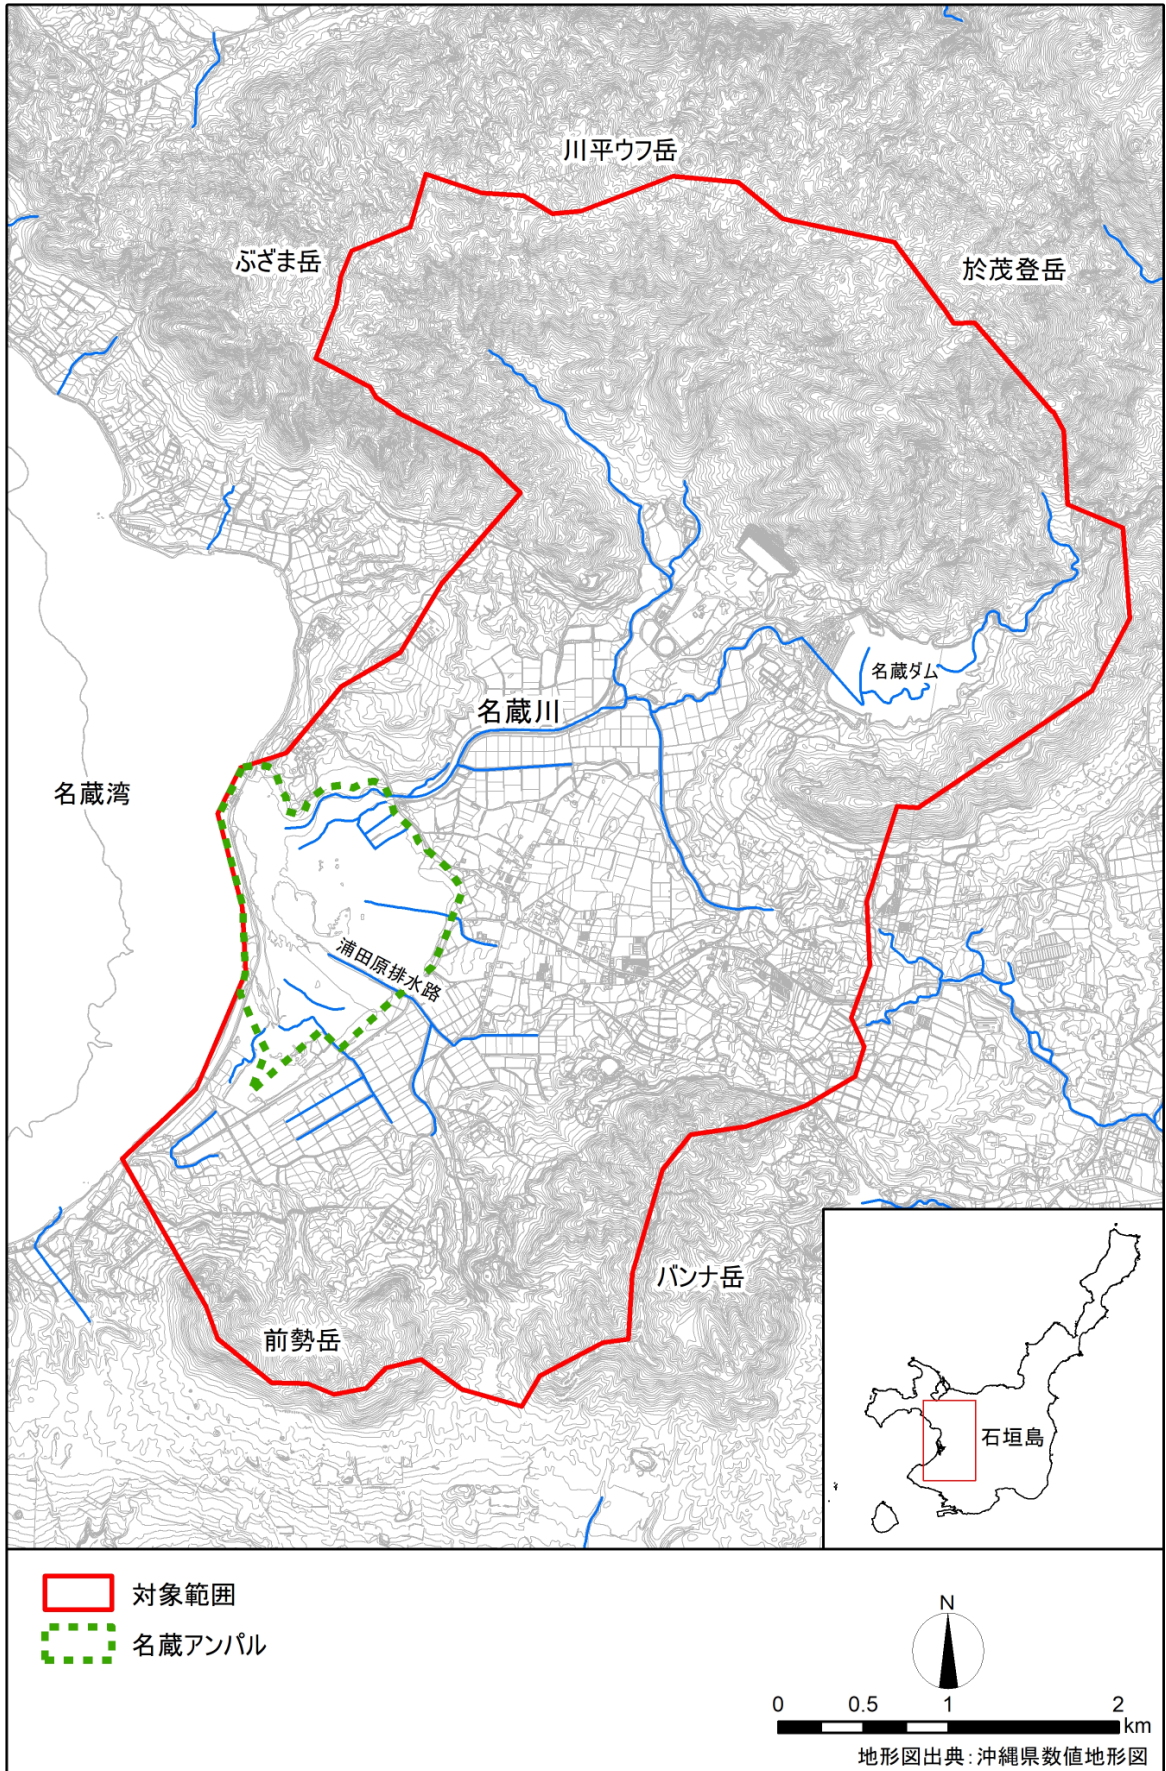 川平ウフ岳
ぶざま岳
於茂登岳
名蔵ダム
名蔵川
名蔵湾
浦田原排水路
バンナ岳
前勢岳
石垣島
対象範囲
名蔵アンパル
N
0 0.5 1 2
km
地形図出典:沖縄県数値地形図